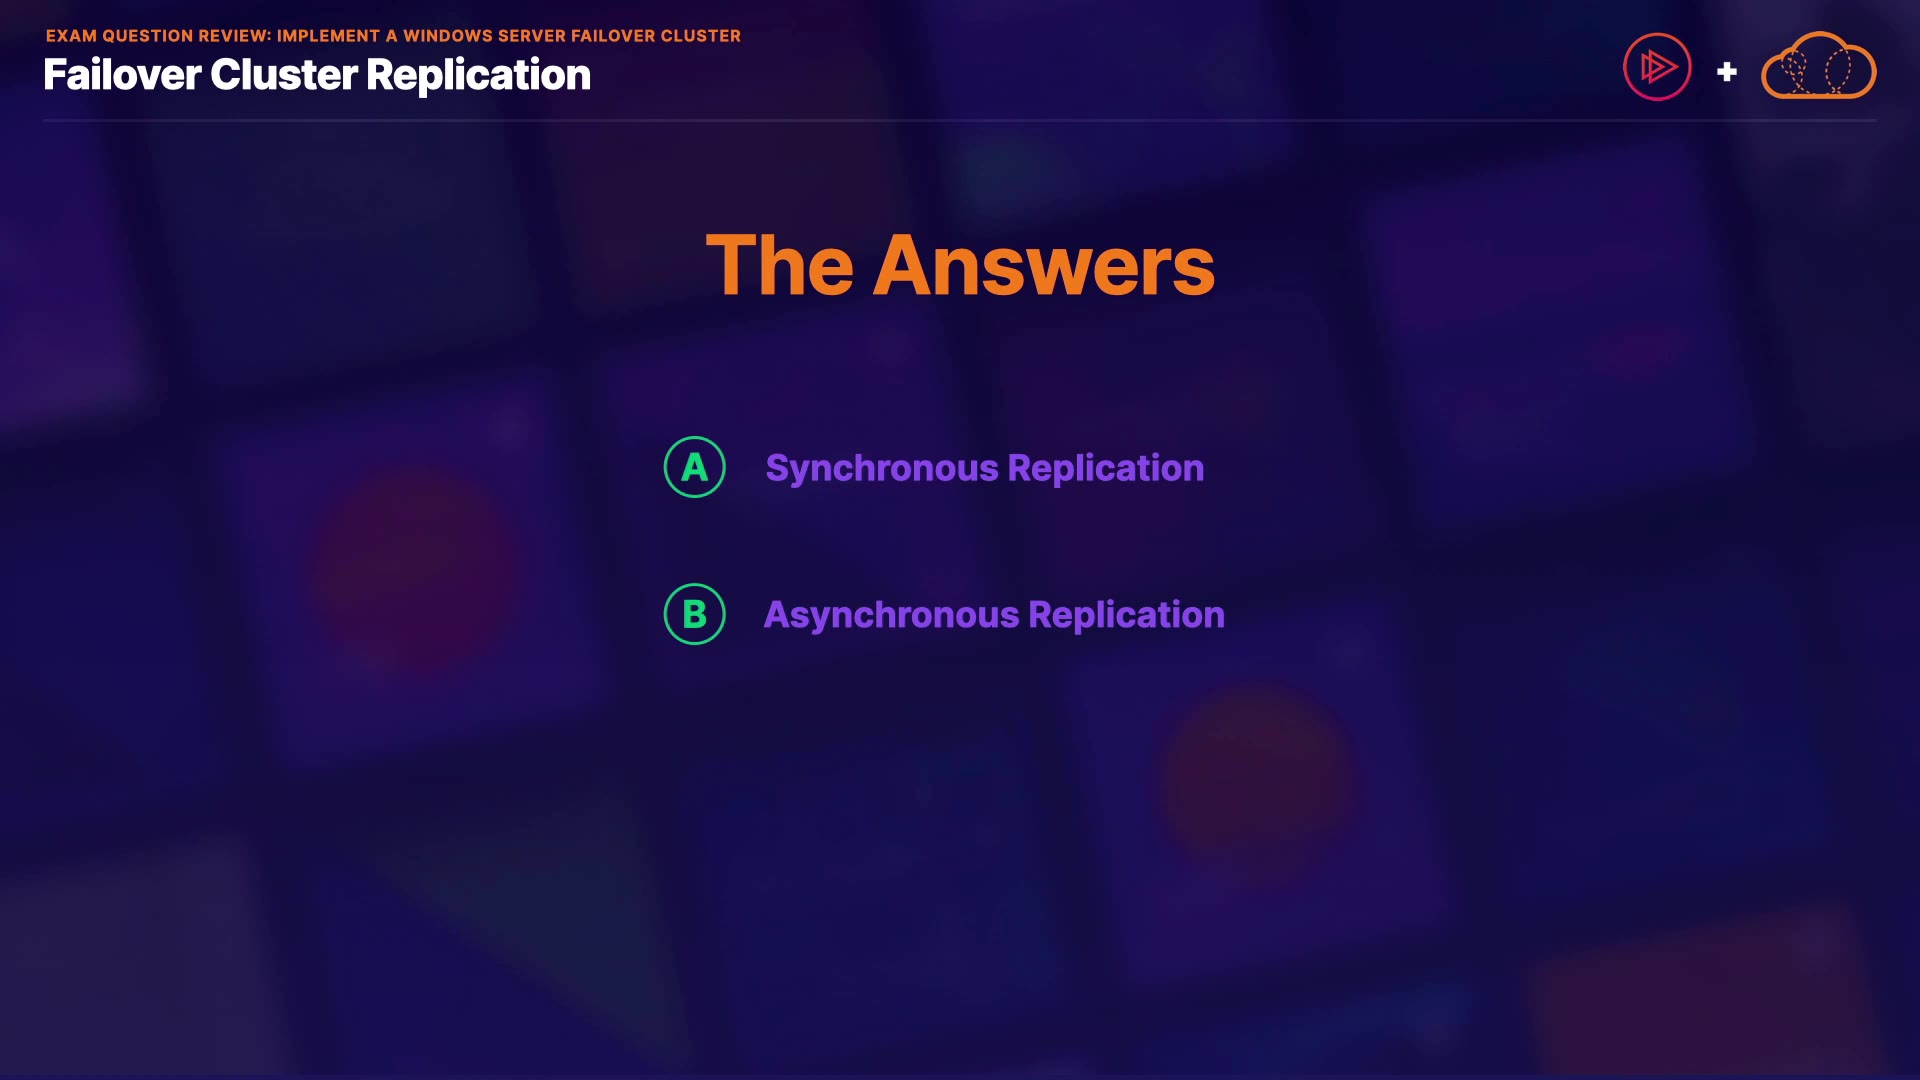 EXAM QUESTION REVIEW: IMPLEMENT A WINDOWS SERVER FAILOVER CLUSTER
Failover Cluster Replication
The Answers
A Synchronous Replication
B Asynchronous Replication